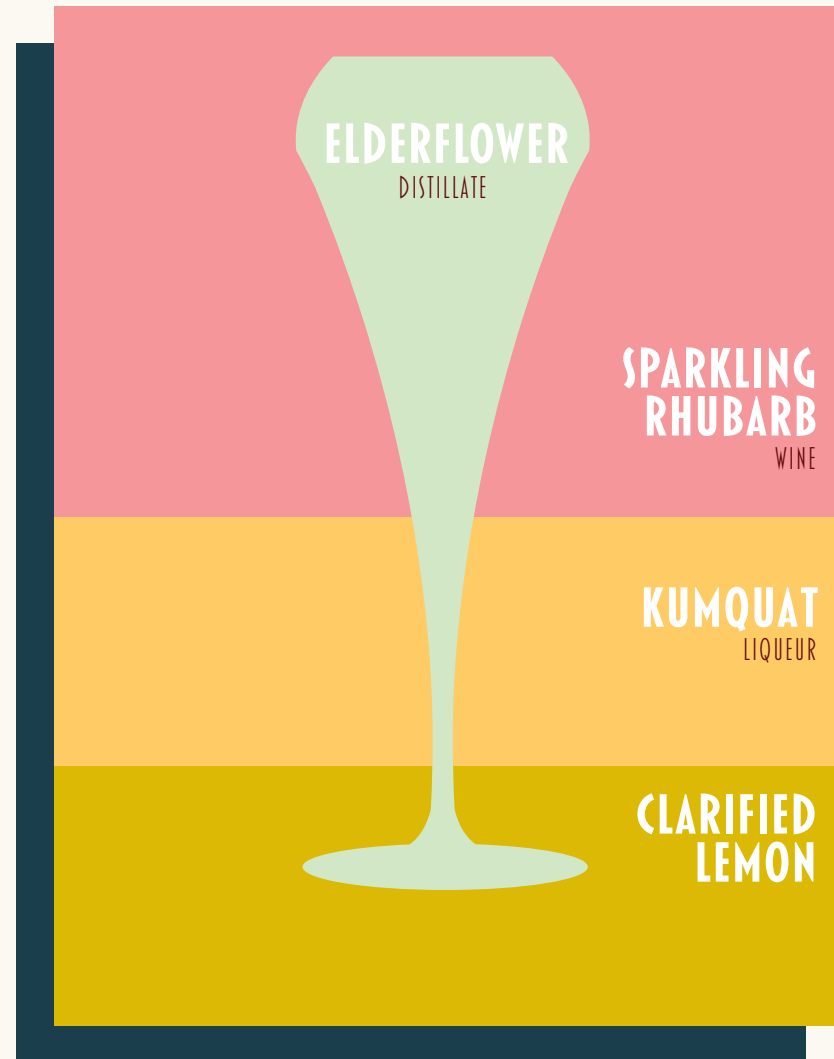 ELDERFLOWER
DISTILLATE
SPARKLING
RHUBARB
WINE
KUMQUAT
LIQUEUR
CLARIFIED
LEMON